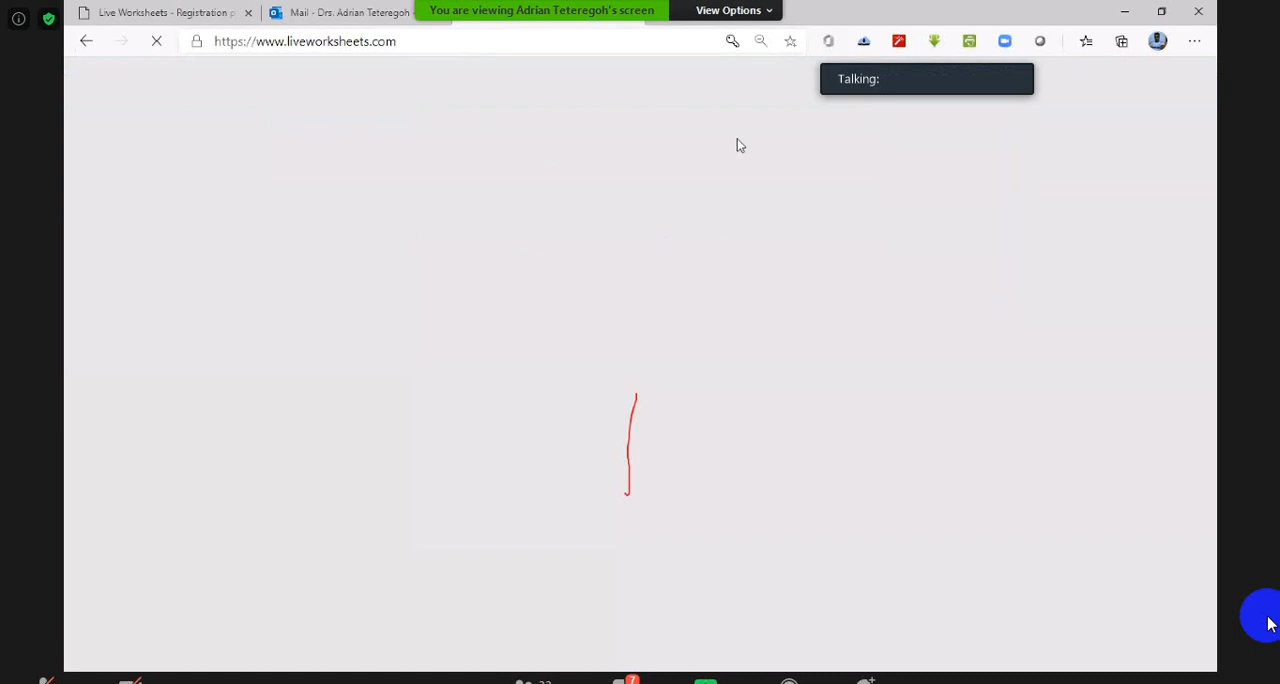 Live Worksheets - Registration p
Mail - Drs. Adrian Teteregoh -
You are viewing Adrian Teteregoh's screen
View Options
https://www.liveworksheets.com
Talking:
7